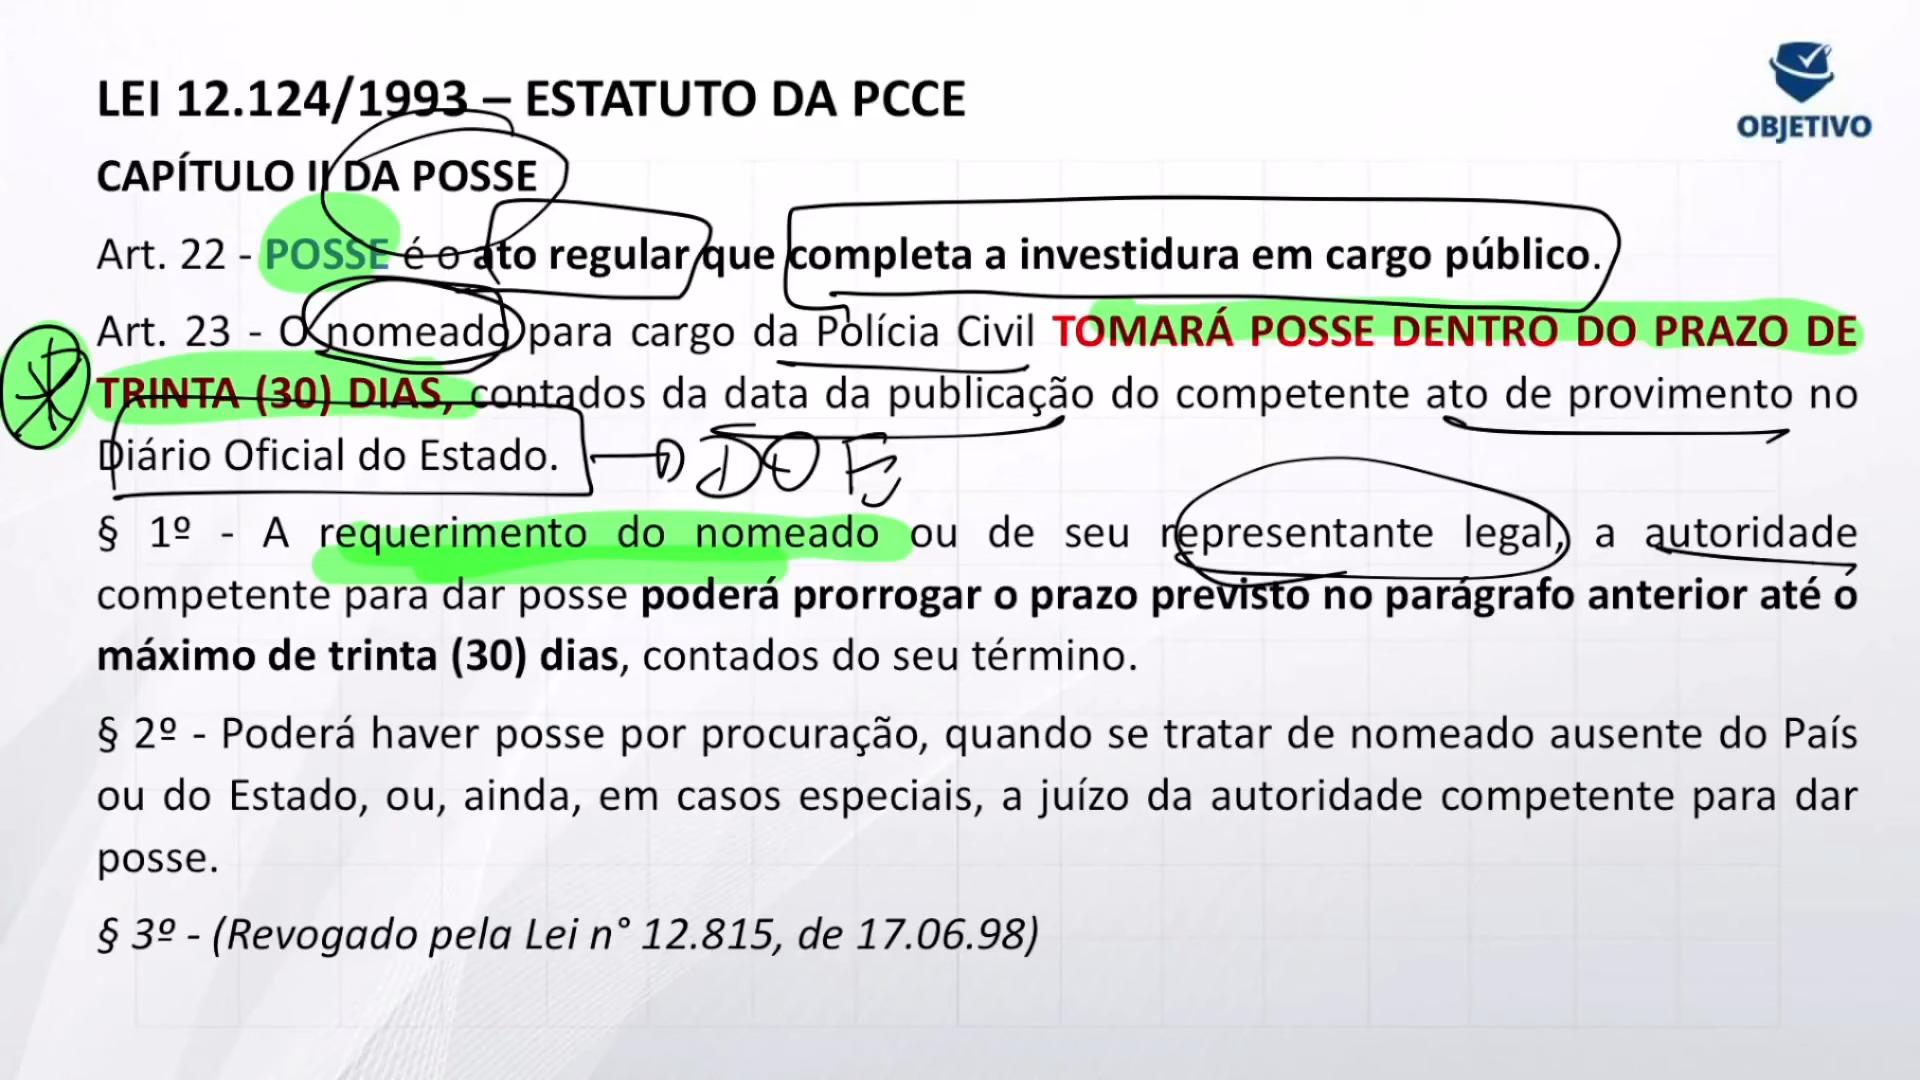 LEI 12.124/1993 – ESTATUTO DA PCCE
OBJETIVO
CAPÍTULO II DA POSSE
Art. 22 - POSSE é o ato regular que completa a investidura em cargo público.
Art. 23 - O nomeado para cargo da Polícia Civil TOMARÁ POSSE DENTRO DO PRAZO DE
TRINTA (30) DIAS, contados da data da publicação do competente ato de provimento no
Diário Oficial do Estado. DOE
§ 1º - A requerimento do nomeado ou de seu representante legal, a autoridade
competente para dar posse poderá prorrogar o prazo previsto no parágrafo anterior até o
máximo de trinta (30) dias, contados do seu término.
§ 2º - Poderá haver posse por procuração, quando se tratar de nomeado ausente do País
ou do Estado, ou, ainda, em casos especiais, a juízo da autoridade competente para dar
posse.
§ 3º - (Revogado pela Lei n° 12.815, de 17.06.98)